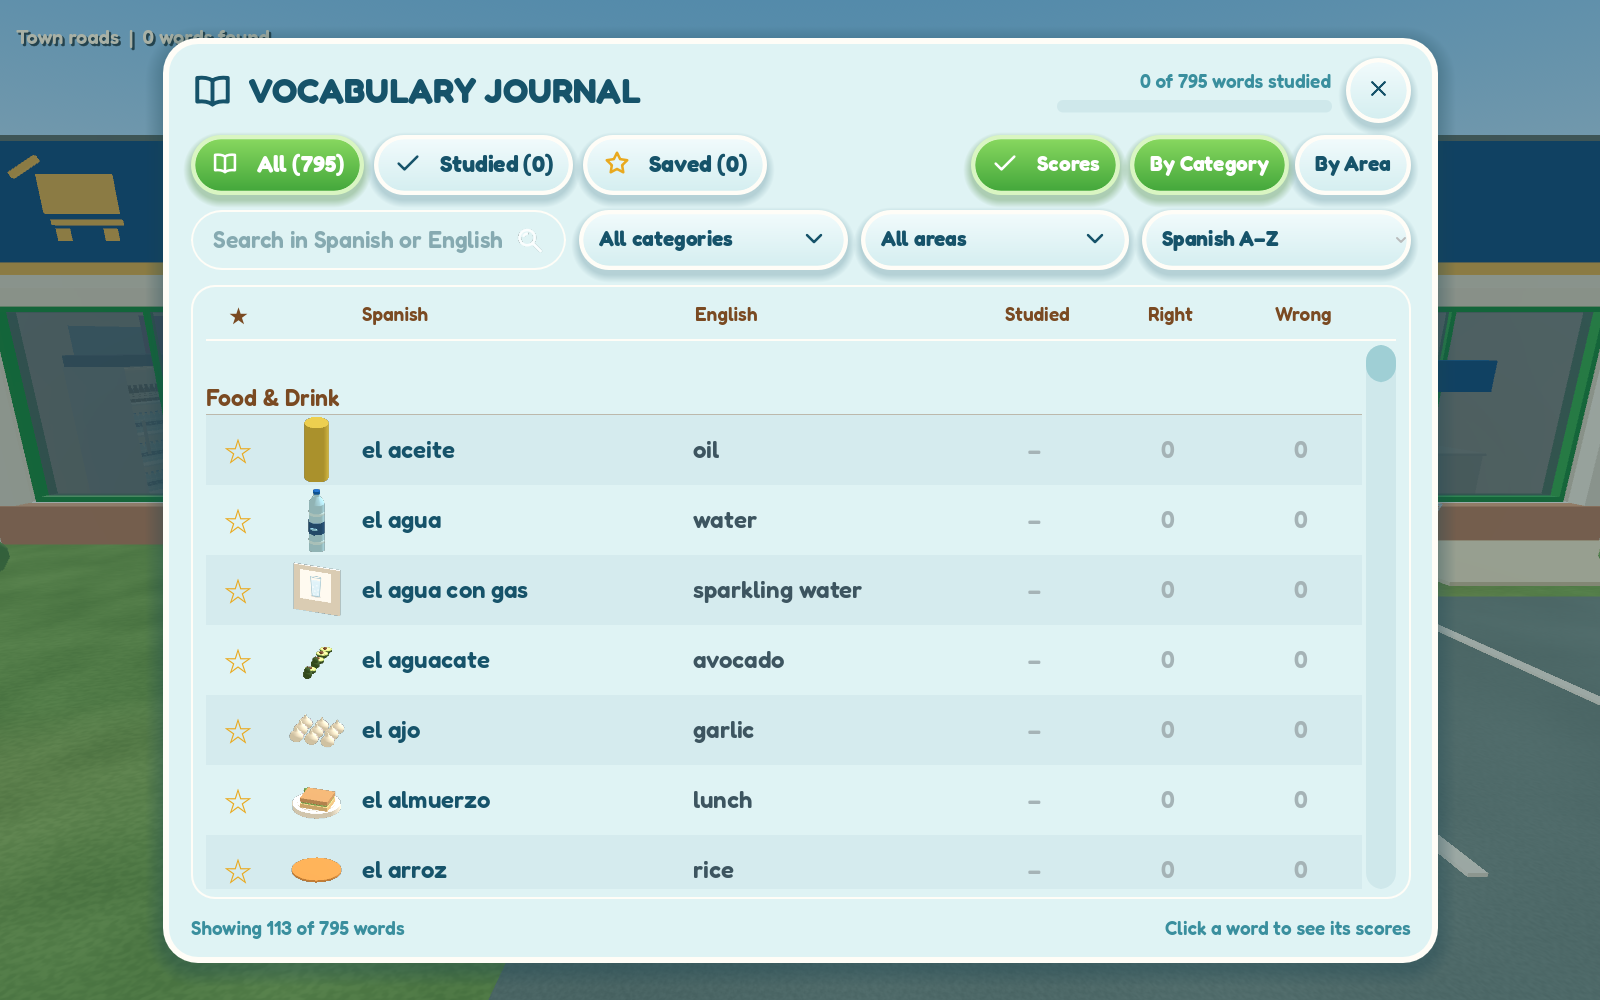 Town roads | 0 words found
VOCABULARY JOURNAL
0 of 795 words studied
All (795)
Studied (0)
Saved (0)
Scores
By Category
By Area
Search in Spanish or English
All categories
All areas
Spanish A–Z
★ Spanish English Studied Right Wrong
Food & Drink
el aceite oil – 0 0
el agua water – 0 0
el agua con gas sparkling water – 0 0
el aguacate avocado – 0 0
el ajo garlic – 0 0
el almuerzo lunch – 0 0
el arroz rice – 0 0
Showing 113 of 795 words
Click a word to see its scores